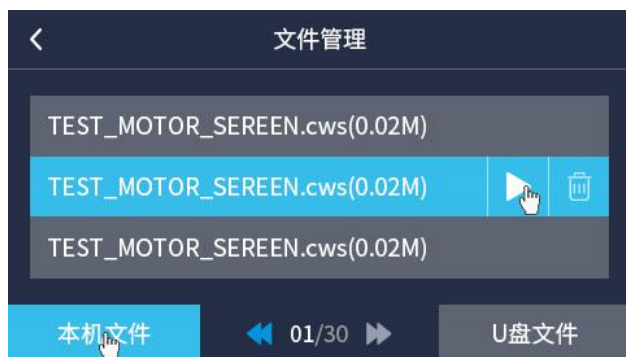 文件管理
TEST_MOTOR_SEREEN.cws(0.02M)
TEST_MOTOR_SEREEN.cws(0.02M)
TEST_MOTOR_SEREEN.cws(0.02M)
本机文件 01/30 U盘文件